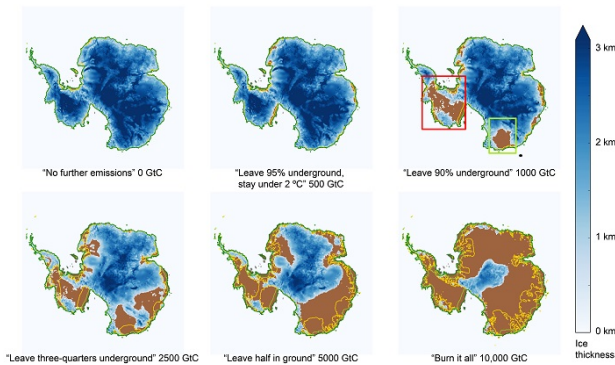 "No further emissions" 0 GtC
"Leave 95% underground,
stay under 2 ºC" 500 GtC
"Leave 90% underground" 1000 GtC
"Leave three-quarters underground" 2500 GtC
"Leave half in ground" 5000 GtC
"Burn it all" 10,000 GtC
3 km
2 km
1 km
0 km
Ice
thickness